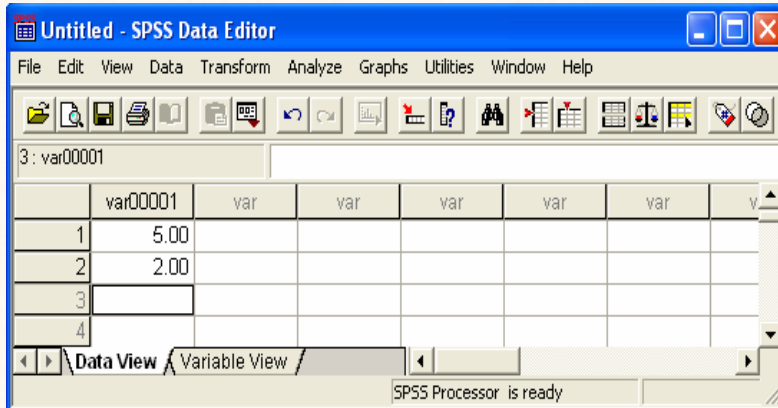 Untitled - SPSS Data Editor
File Edit View Data Transform Analyze Graphs Utilities Window Help
3 : var00001
var00001 var var var var var v
1 5.00
2 2.00
3
4
Data View Variable View
SPSS Processor is ready